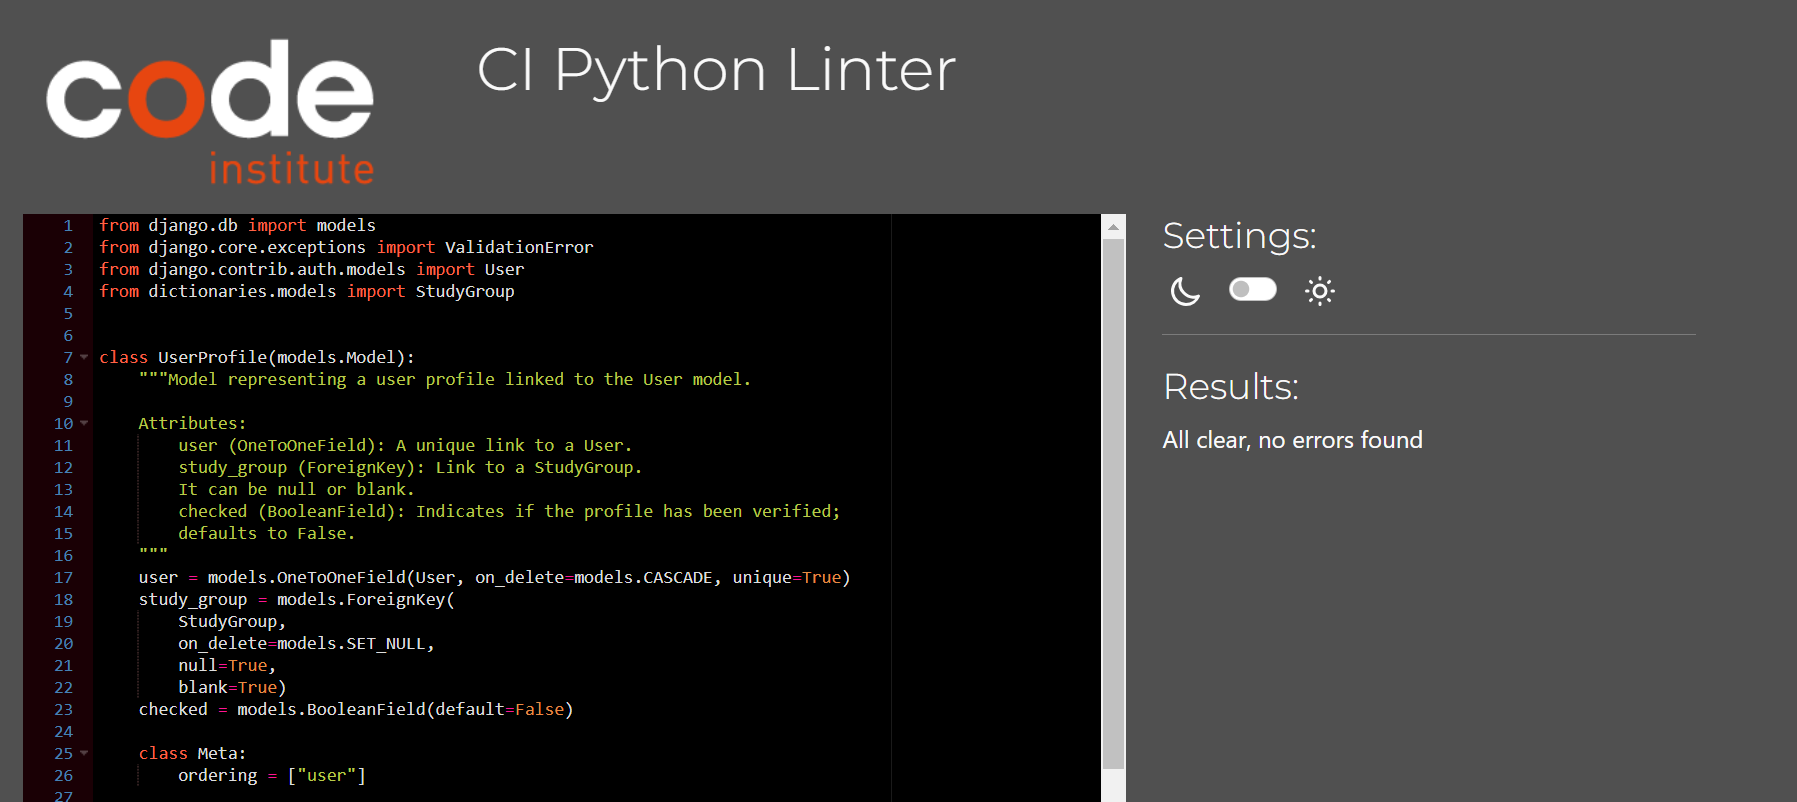 code
institute
CI Python Linter
1 from django.db import models
2 from django.core.exceptions import ValidationError
3 from django.contrib.auth.models import User
4 from dictionaries.models import StudyGroup
5
6
7 class UserProfile(models.Model):
8     """Model representing a user profile linked to the User model.
9
10     Attributes:
11         user (OneToOneField): A unique link to a User.
12         study_group (ForeignKey): Link to a StudyGroup.
13         It can be null or blank.
14         checked (BooleanField): Indicates if the profile has been verified;
15         defaults to False.
16     """
17     user = models.OneToOneField(User, on_delete=models.CASCADE, unique=True)
18     study_group = models.ForeignKey(
19         StudyGroup,
20         on_delete=models.SET_NULL,
21         null=True,
22         blank=True)
23     checked = models.BooleanField(default=False)
24
25     class Meta:
26         ordering = ["user"]
27
Settings:
Results:
All clear, no errors found